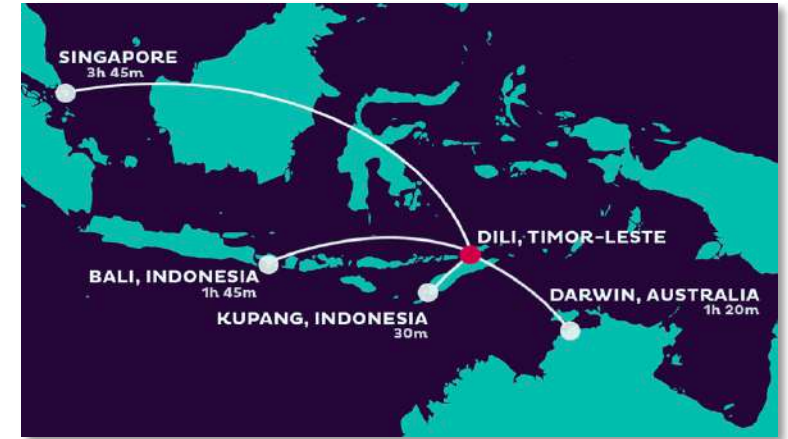 SINGAPORE
3h 45m
DILI, TIMOR-LESTE
BALI, INDONESIA
1h 45m
DARWIN, AUSTRALIA
1h 20m
KUPANG, INDONESIA
30m